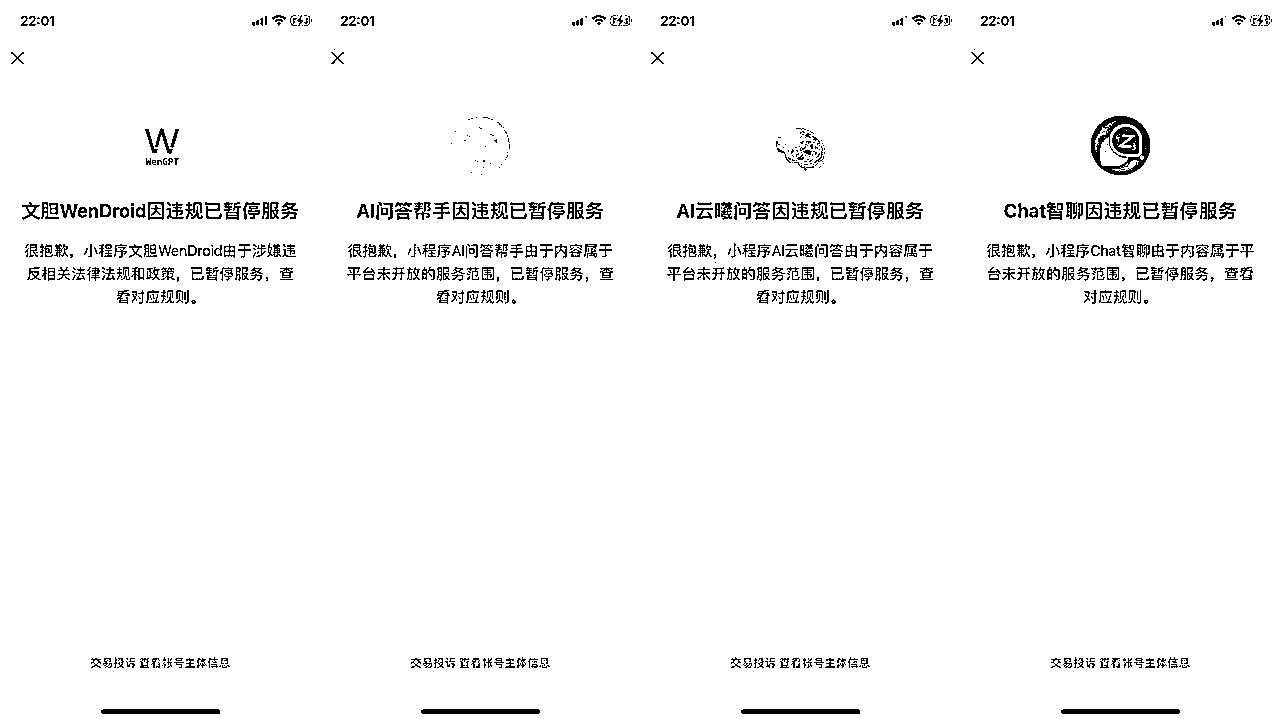 22:01
W
WenGPT
文胆WenDroid因违规已暂停服务
很抱歉，小程序文胆WenDroid由于涉嫌违
反相关法律法规和政策，已暂停服务，查
看对应规则。
交易投诉 查看帐号主体信息
22:01
AI问答帮手因违规已暂停服务
很抱歉，小程序AI问答帮手由于内容属于
平台未开放的服务范围，已暂停服务，查
看对应规则。
交易投诉 查看帐号主体信息
22:01
AI云曦问答因违规已暂停服务
很抱歉，小程序AI云曦问答由于内容属于
平台未开放的服务范围，已暂停服务，查
看对应规则。
交易投诉 查看帐号主体信息
22:01
Z
Chat智聊因违规已暂停服务
很抱歉，小程序Chat智聊由于内容属于平
台未开放的服务范围，已暂停服务，查看
对应规则。
交易投诉 查看帐号主体信息